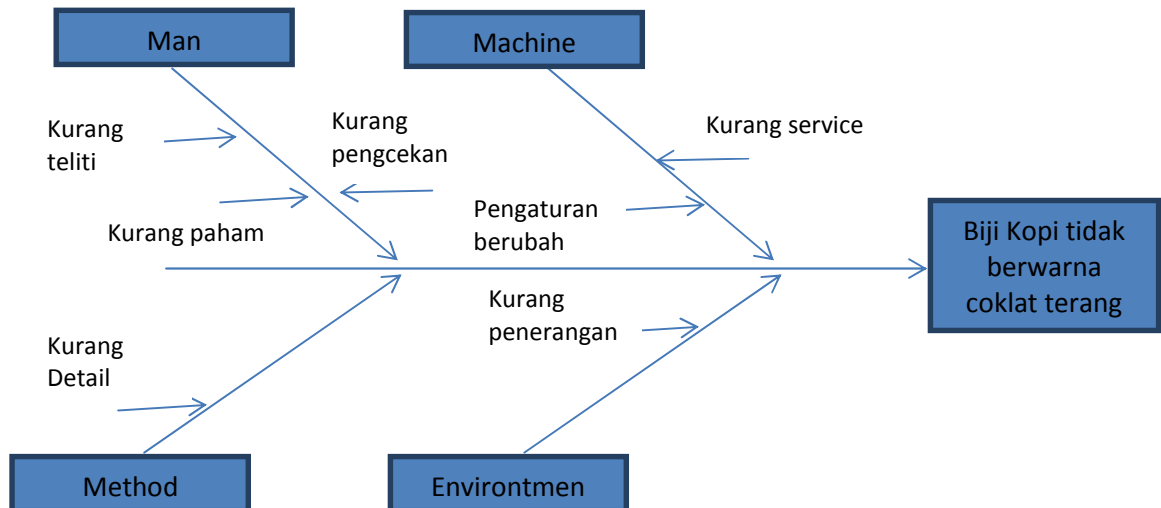 Man
Machine
Kurang
teliti
Kurang
pengcekan
Kurang service
Kurang paham
Pengaturan
berubah
Biji Kopi tidak
berwarna
coklat terang
Kurang
penerangan
Kurang
Detail
Method
Environtmen